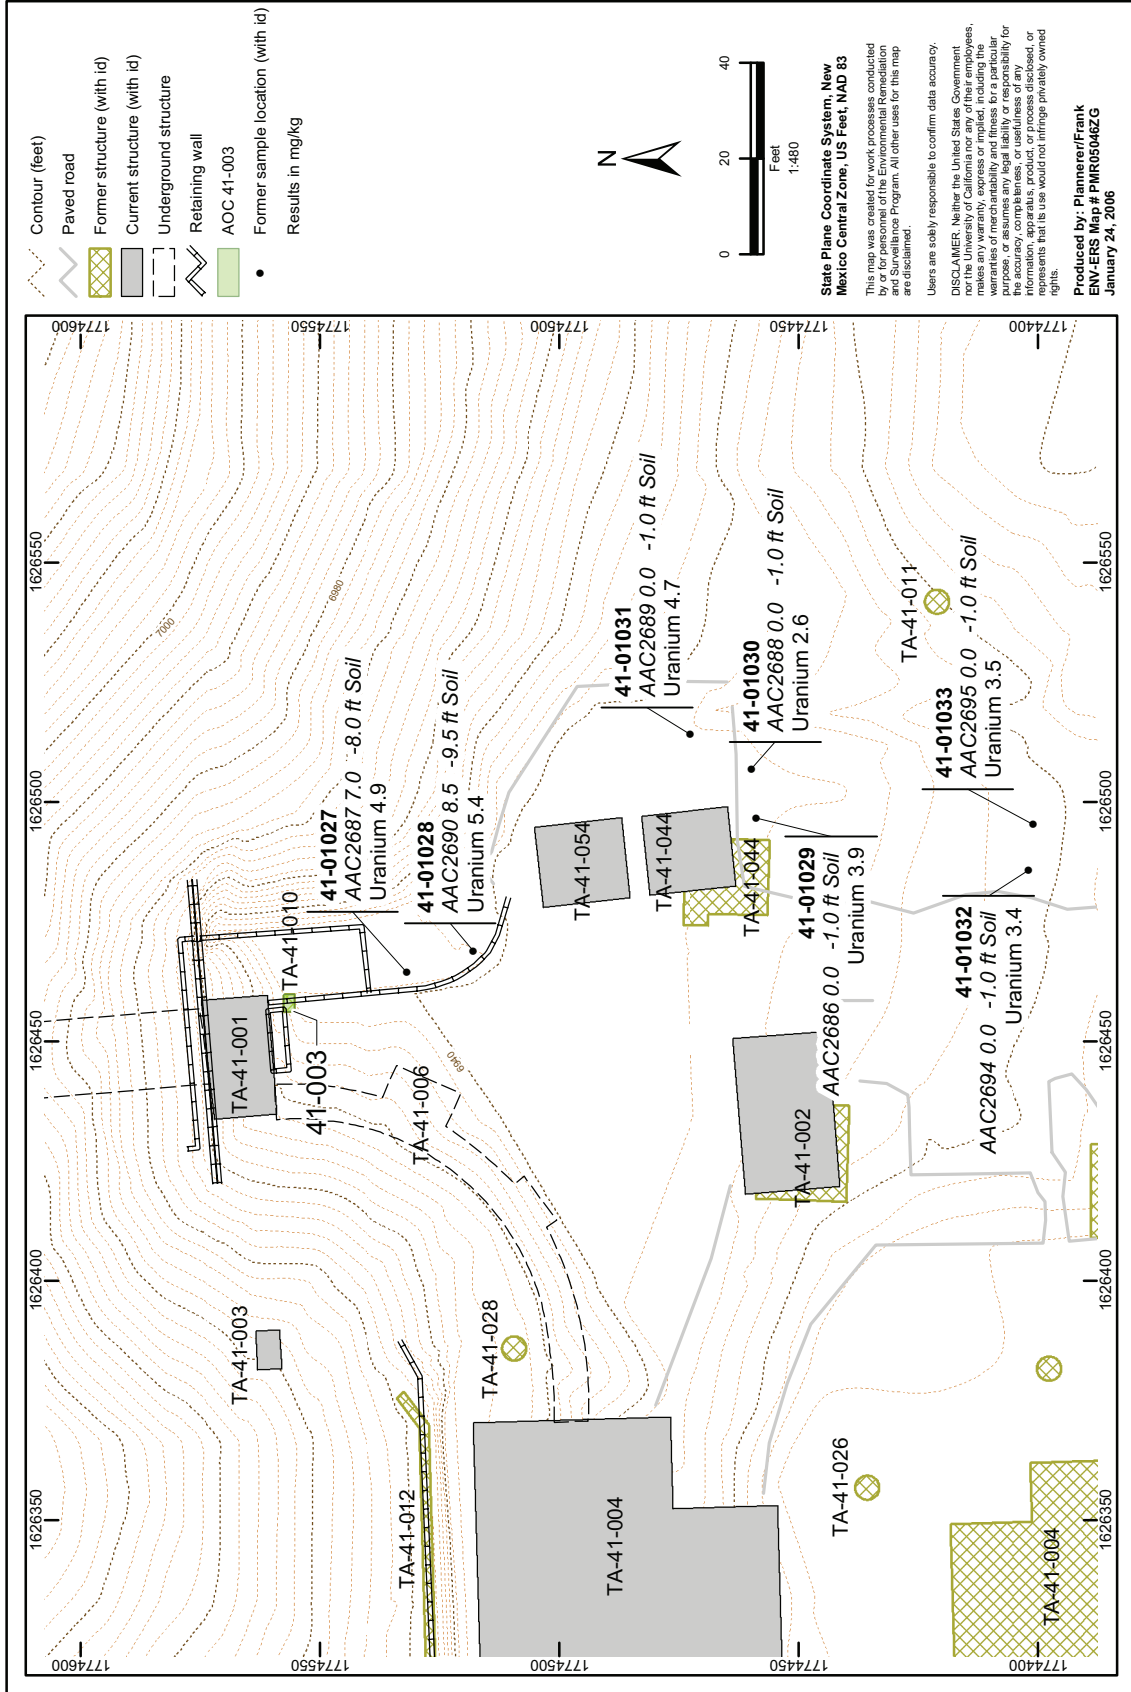 Contour (feet)
Paved road
Former structure (with id)
Current structure (with id)
Underground structure
Retaining wall
AOC 41-003
Former sample location (with id)
Results in mg/kg
N
0 20 40
Feet
1:480
State Plane Coordinate System, New
Mexico Central Zone, US Feet, NAD 83
This map was created for work processes conducted
by or for personnel of the Environmental Remediation
and Surveillance Program. All other uses for this map
are disclaimed.
Users are solely responsible to confirm data accuracy.
DISCLAIMER. Neither the United States Government
nor the University of California nor any of their employees,
makes any warranty, express or implied, including the
warranties of merchantability and fitness for a particular
purpose, or assumes any legal liability or responsibility for
the accuracy, completeness, or usefulness of any
information, apparatus, product, or process disclosed, or
represents that its use would not infringe privately owned
rights.
Produced by: Plannerer/Frank
ENV-ERS Map # PMR05046ZG
January 24, 2006
1626350 1626400 1626450 1626500 1626550
1774600 1774600
1774550 1774550
1774500 1774500
1774450 1774450
1774400 1774400
1626350 1626400 1626450 1626500 1626550
7000
6980
6940
TA-41-001
TA-41-010
41-003
TA-41-003
TA-41-006
TA-41-012
TA-41-028
TA-41-004
TA-41-054
TA-41-044
TA-41-044
TA-41-002
TA-41-026
TA-41-011
TA-41-004
41-01027
AAC2687 7.0 -8.0 ft Soil
Uranium 4.9
41-01028
AAC2690 8.5 -9.5 ft Soil
Uranium 5.4
41-01031
AAC2689 0.0 -1.0 ft Soil
Uranium 4.7
41-01030
AAC2688 0.0 -1.0 ft Soil
Uranium 2.6
41-01029
AAC2686 0.0 -1.0 ft Soil
Uranium 3.9
41-01033
AAC2695 0.0 -1.0 ft Soil
Uranium 3.5
41-01032
AAC2694 0.0 -1.0 ft Soil
Uranium 3.4